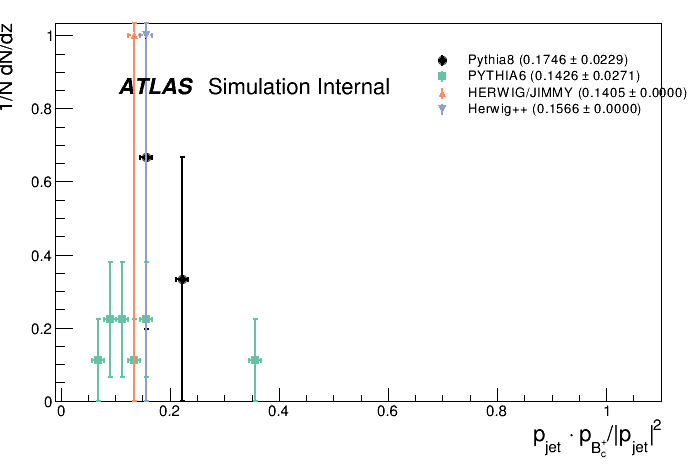 1/N dN/dz
1
0.8
0.6
0.4
0.2
0
ATLAS Simulation Internal
Pythia8 (0.1746 ± 0.0229)
PYTHIA6 (0.1426 ± 0.0271)
HERWIG/JIMMY (0.1405 ± 0.0000)
Herwig++ (0.1566 ± 0.0000)
0 0.2 0.4 0.6 0.8 1
p_jet · p_{B_c^+}/|p_jet|^2